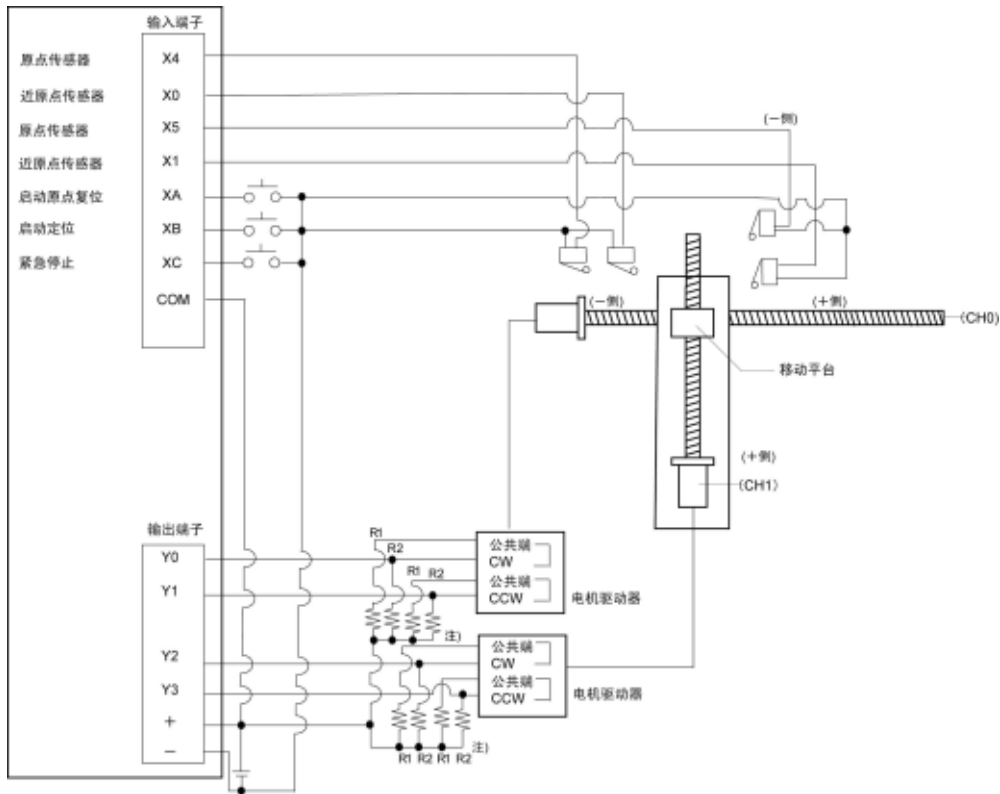 输入端子
原点传感器 X4
近原点传感器 X0
原点传感器 X5
(－侧)
近原点传感器 X1
启动原点复位 XA
启动定位 XB
紧急停止 XC
COM
(－侧)
(＋侧)
(CH0)
移动平台
(＋侧)
(CH1)
输出端子
R1
R2
R1 R2
公共端
CW
公共端
CCW
电机驱动器
Y0
Y1
注)
Y2
Y3
公共端
CW
公共端
CCW
电机驱动器
+
－
R1 R2 R1 R2 注)